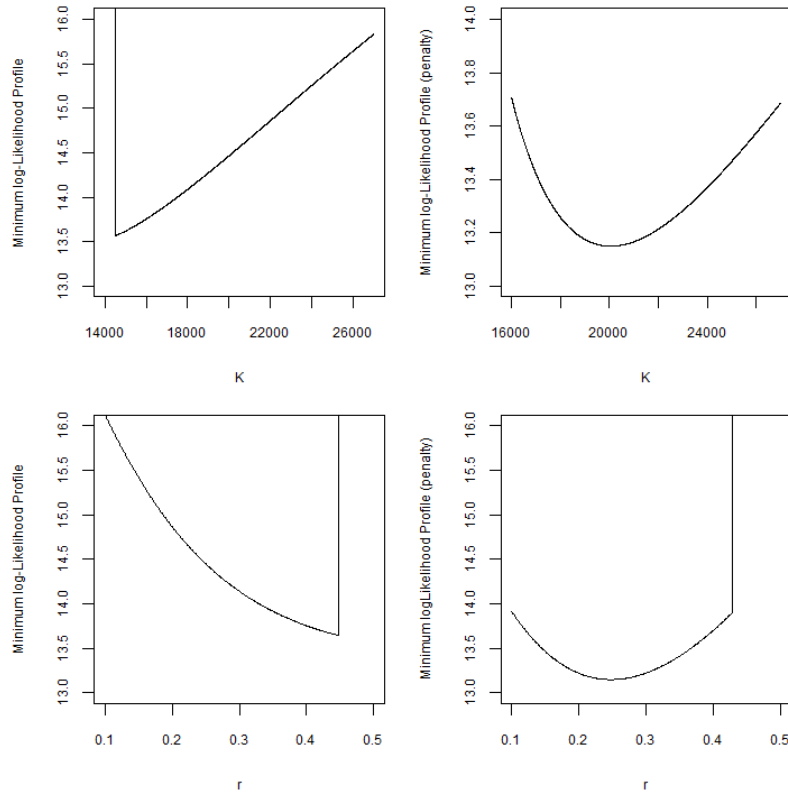 Minimum log-Likelihood Profile
13.0 13.5 14.0 14.5 15.0 15.5 16.0
14000 18000 22000 26000
K
Minimum log-Likelihood Profile (penalty)
13.0 13.2 13.4 13.6 13.8 14.0
16000 20000 24000
K
Minimum log-Likelihood Profile
13.0 13.5 14.0 14.5 15.0 15.5 16.0
0.1 0.2 0.3 0.4 0.5
r
Minimum logLikelihood Profile (penalty)
13.0 13.5 14.0 14.5 15.0 15.5 16.0
0.1 0.2 0.3 0.4 0.5
r